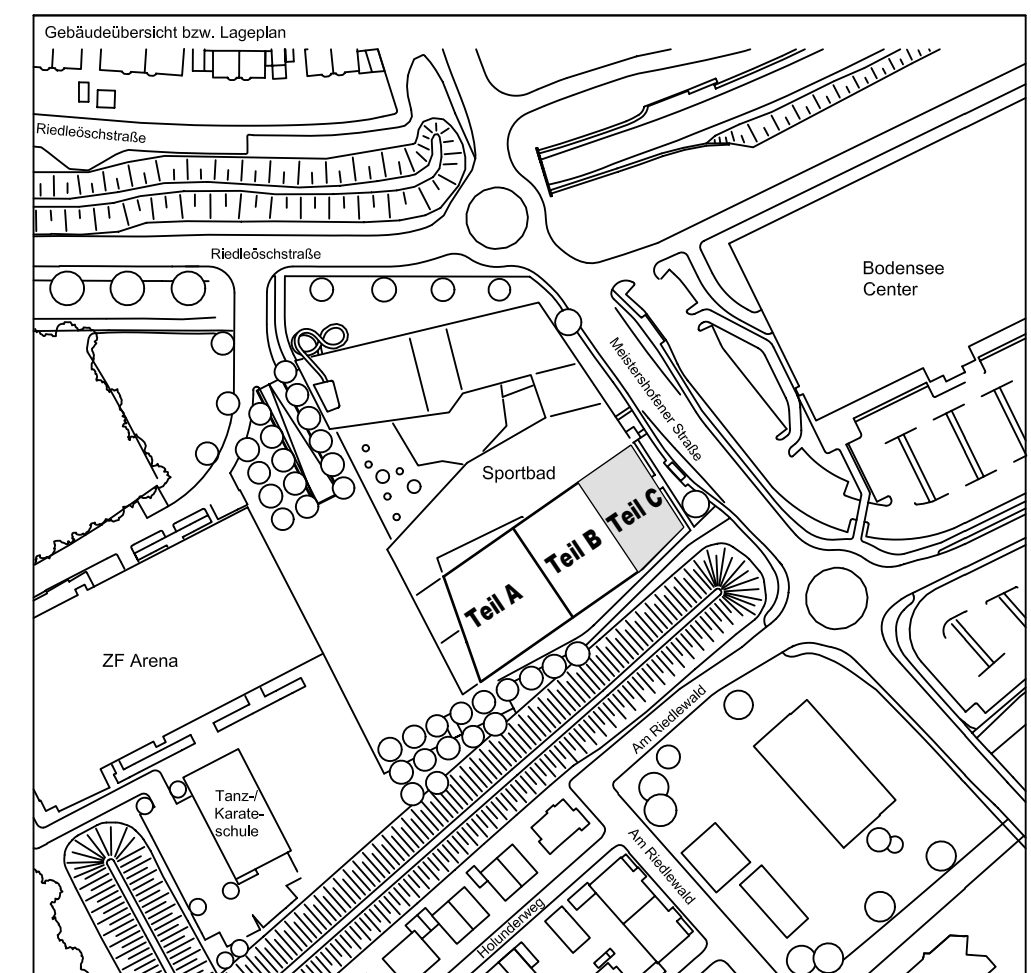 Gebäudeübersicht bzw. Lageplan
Riedleöschstraße
Riedleöschstraße
Bodensee
Center
Meistershofener Straße
Sportbad
Teil C
Teil B
Teil A
ZF Arena
Am Riedlewald
Tanz-/
Karate-
schule
Am Riedlewald
Holunderweg